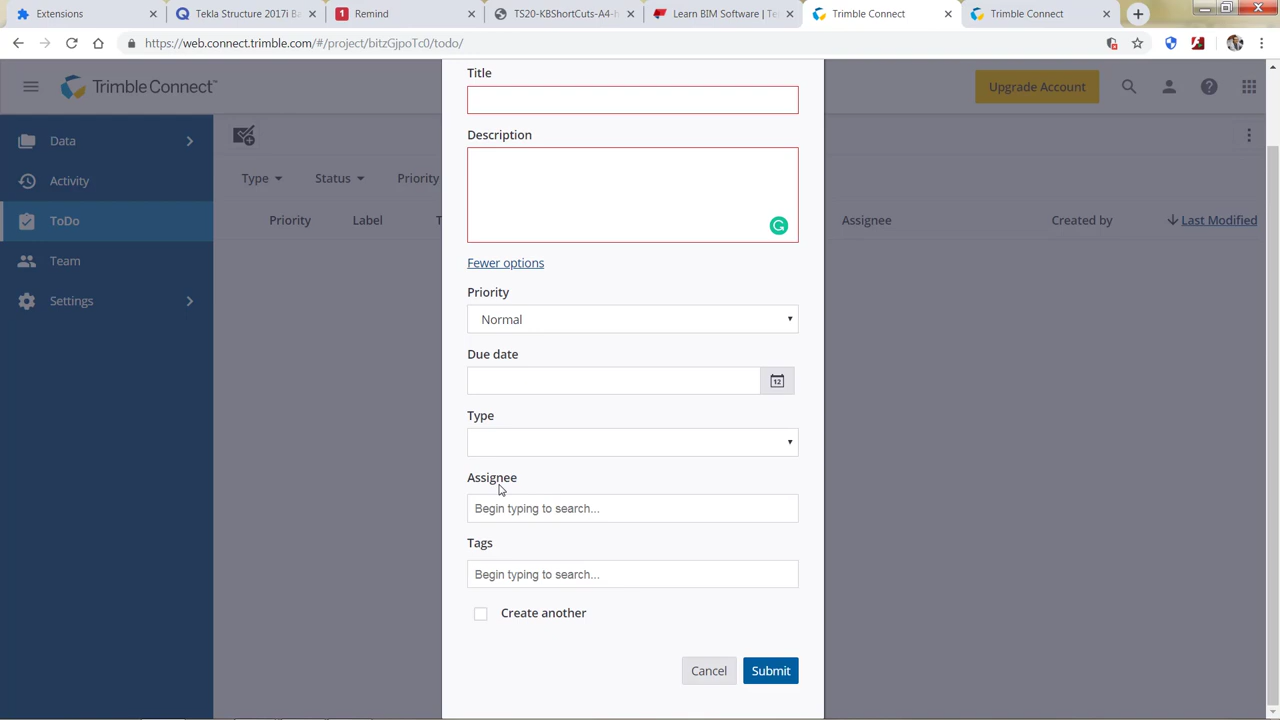 Extensions
Tekla Structure 2017i Ba
Remind
TS20-KBShortCuts-A4-h
Learn BIM Software | Te
Trimble Connect
Trimble Connect
https://web.connect.trimble.com/#/project/bitzGjpoTc0/todo/
Trimble Connect™
Upgrade Account
Data
Activity
ToDo
Team
Settings
Type
Status
Priority
Priority
Label
T
Assignee
Created by
Last Modified
Title
Description
Fewer options
Priority
Normal
Due date
12
Type
Assignee
Begin typing to search...
Tags
Begin typing to search...
Create another
Cancel
Submit